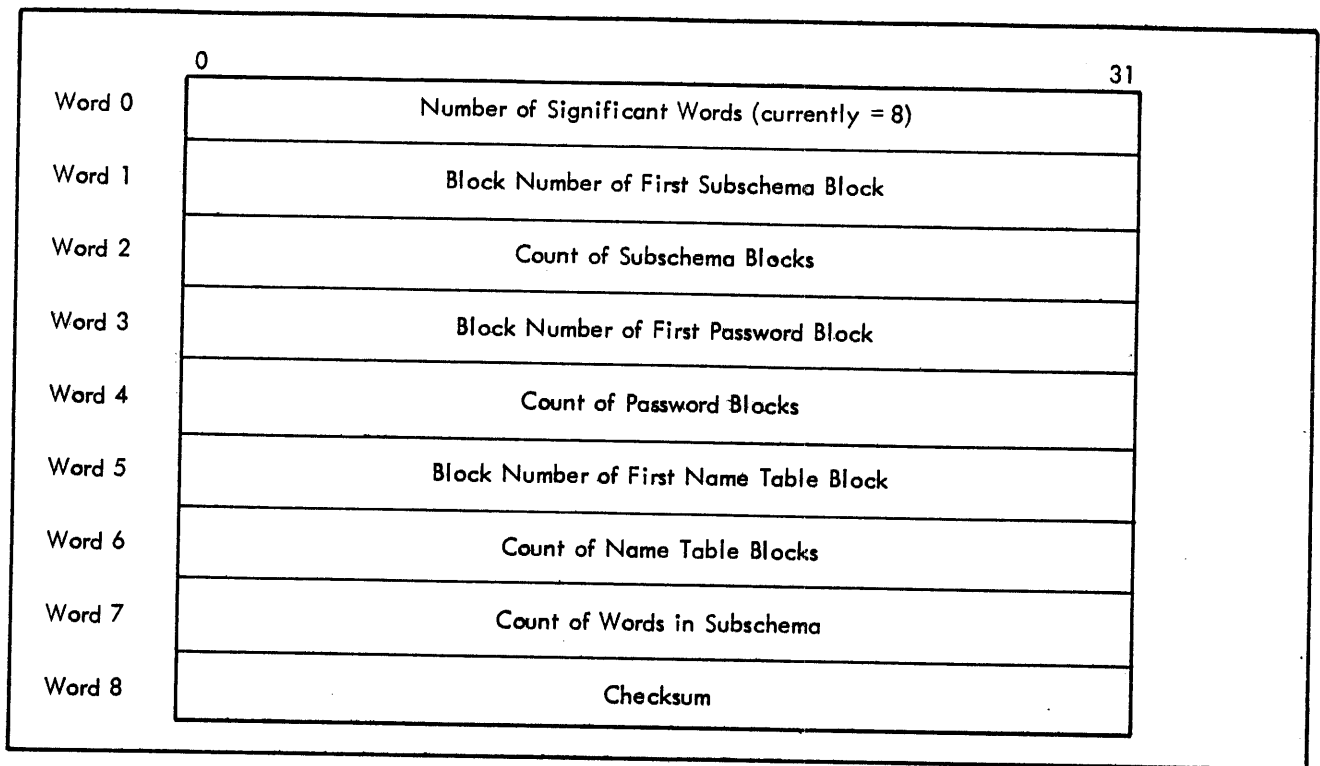 0 31
Word 0 Number of Significant Words (currently = 8)
Word 1 Block Number of First Subschema Block
Word 2 Count of Subschema Blocks
Word 3 Block Number of First Password Block
Word 4 Count of Password Blocks
Word 5 Block Number of First Name Table Block
Word 6 Count of Name Table Blocks
Word 7 Count of Words in Subschema
Word 8 Checksum